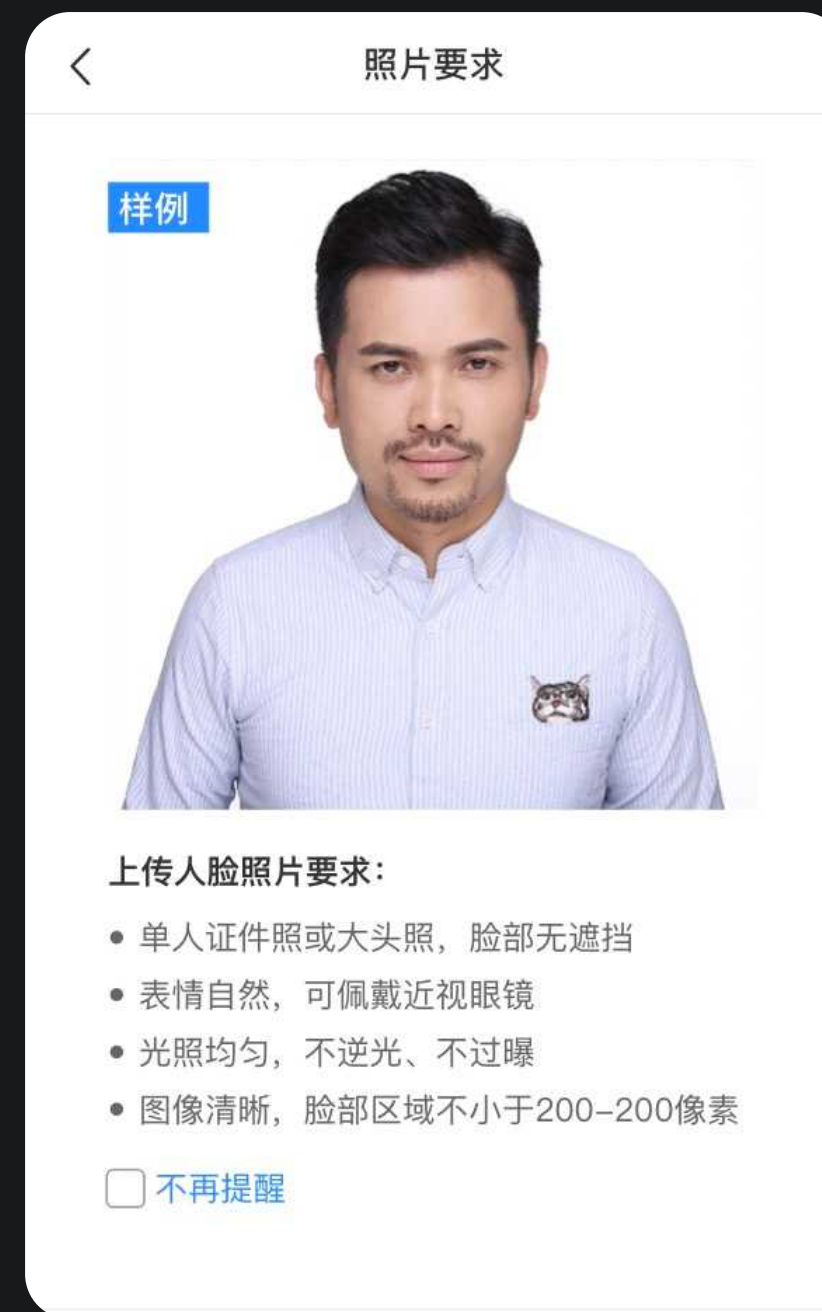 照片要求
样例
上传人脸照片要求：
● 单人证件照或大头照，脸部无遮挡
● 表情自然，可佩戴近视眼镜
● 光照均匀，不逆光、不过曝
● 图像清晰，脸部区域不小于200-200像素
不再提醒